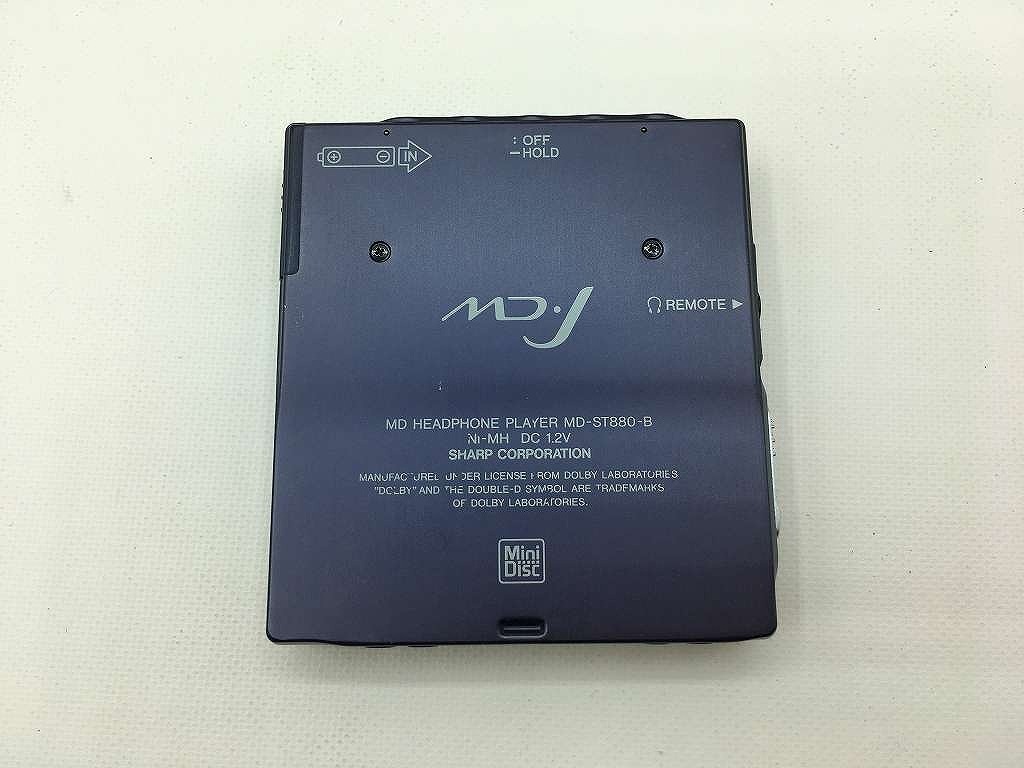 IN
: OFF
—HOLD
MD.J
REMOTE ▶
MD HEADPHONE PLAYER MD-ST880-B
Ni-MH DC 1.2V
SHARP CORPORATION
MANUFACTURED UNDER LICENSE FROM DOLBY LABORATORIES
"DOLBY" AND THE DOUBLE-D SYMBOL ARE TRADEMARKS
OF DOLBY LABORATORIES.
Mini
Disc